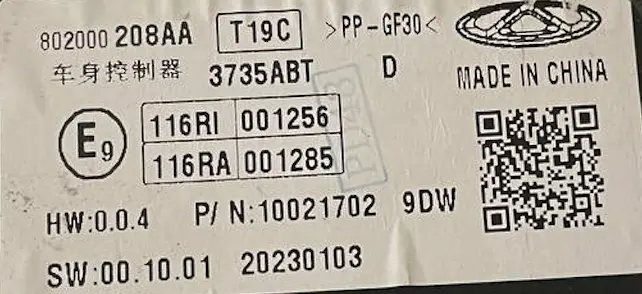 802000 208AA T19C >PP-GF30<
车身控制器 3735ABT D MADE IN CHINA
E9 116RI 001256
116RA 001285
HW:0.0.4 P/N:10021702 9DW
SW:00.10.01 20230103